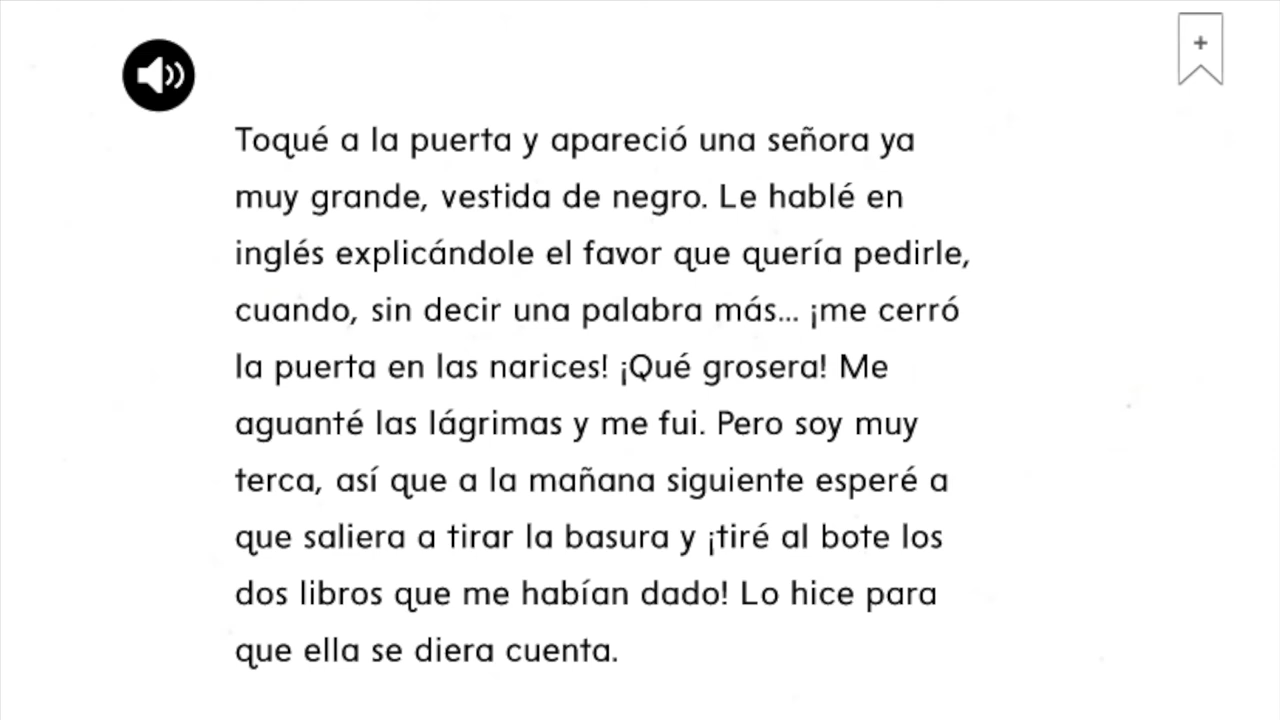 Toqué a la puerta y apareció una señora ya
muy grande, vestida de negro. Le hablé en
inglés explicándole el favor que quería pedirle,
cuando, sin decir una palabra más... ¡me cerró
la puerta en las narices! ¡Qué grosera! Me
aguanté las lágrimas y me fui. Pero soy muy
terca, así que a la mañana siguiente esperé a
que saliera a tirar la basura y ¡tiré al bote los
dos libros que me habían dado! Lo hice para
que ella se diera cuenta.